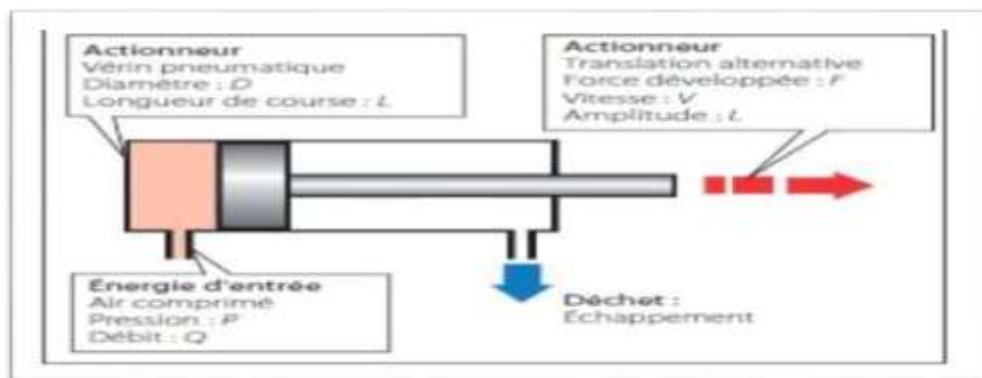 Actionneur
Vérin pneumatique
Diamètre : D
Longueur de course : L
Actionneur
Translation alternative
Force développée : F
Vitesse : V
Amplitude : L
Énergie d'entrée
Air comprimé
Pression : P
Débit : Q
Déchet :
Échappement